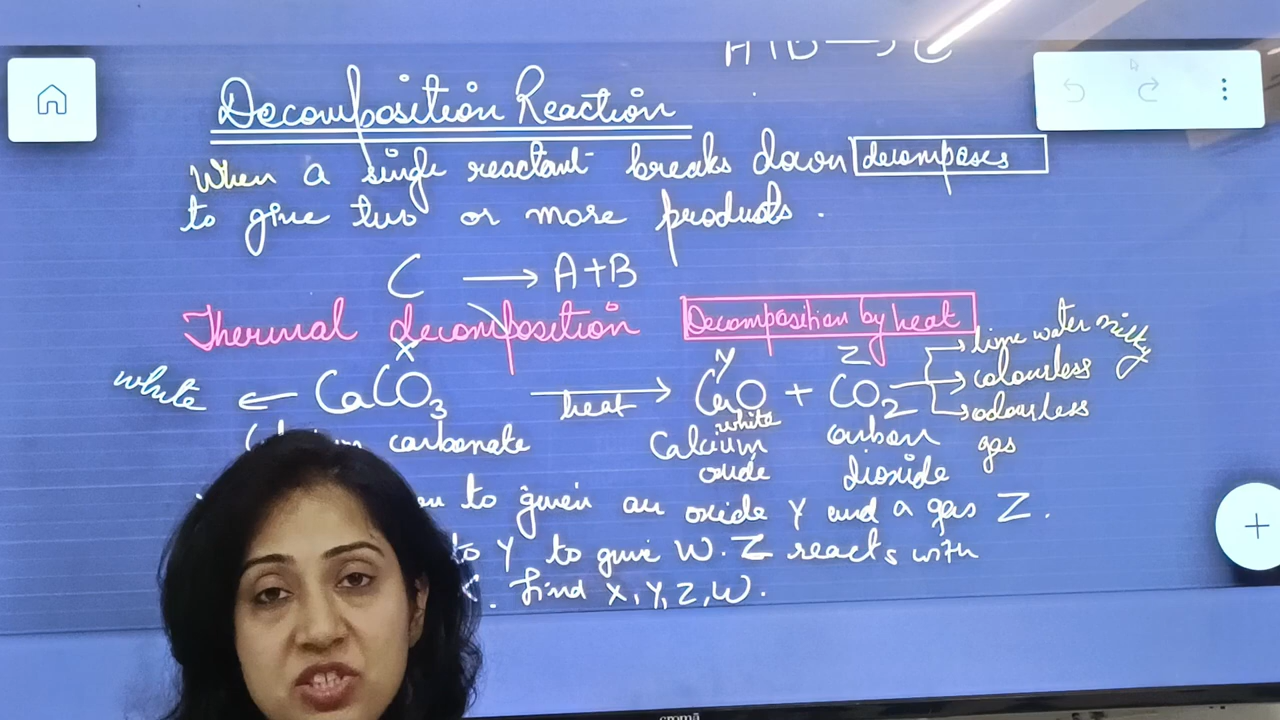 A+B → C
Decomposition Reaction
When a single reactant breaks down decomposes
to give two or more products.
C → A+B
Thermal decomposition Decomposition by heat
X Y Z
white ← CaCO3 heat → CaO + CO2 → lime water milky
→ colourless
→ odourless
gas
white
carbonate Calcium oxide carbon dioxide
to given an oxide Y and a gas Z.
to Y to give W. Z reacts with
X. find X, Y, Z, W.
croma